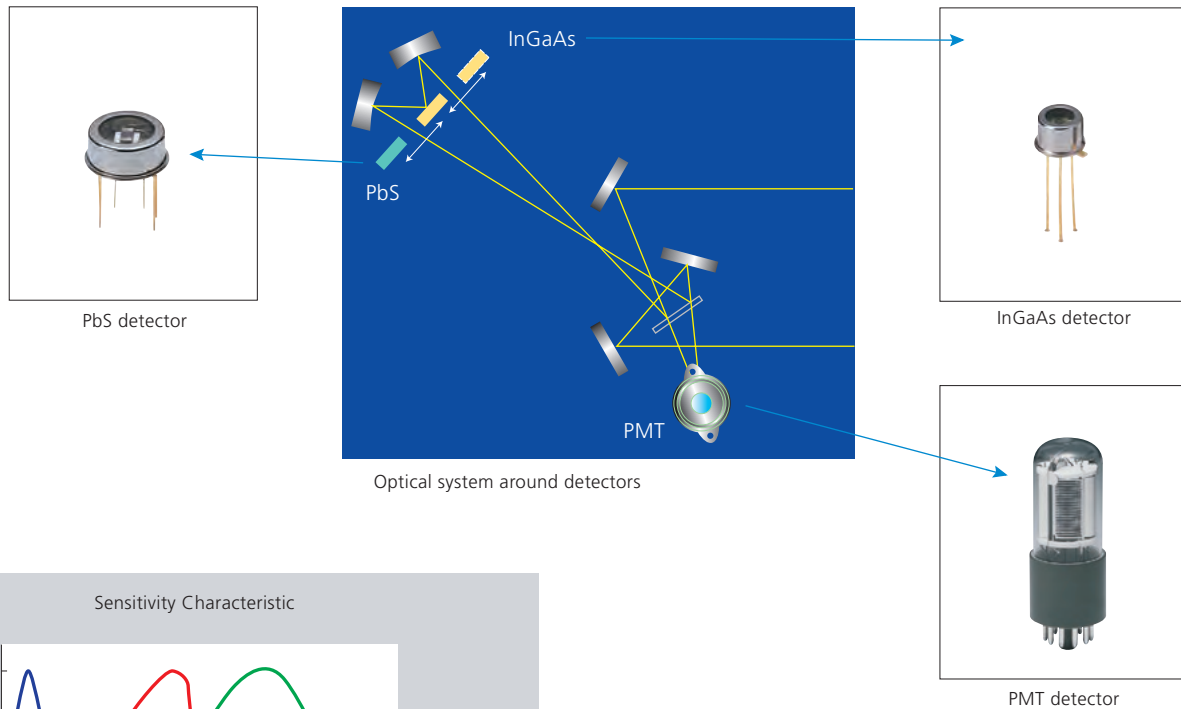 InGaAs
PbS
PMT
PbS detector
InGaAs detector
Optical system around detectors
Sensitivity Characteristic
PMT detector